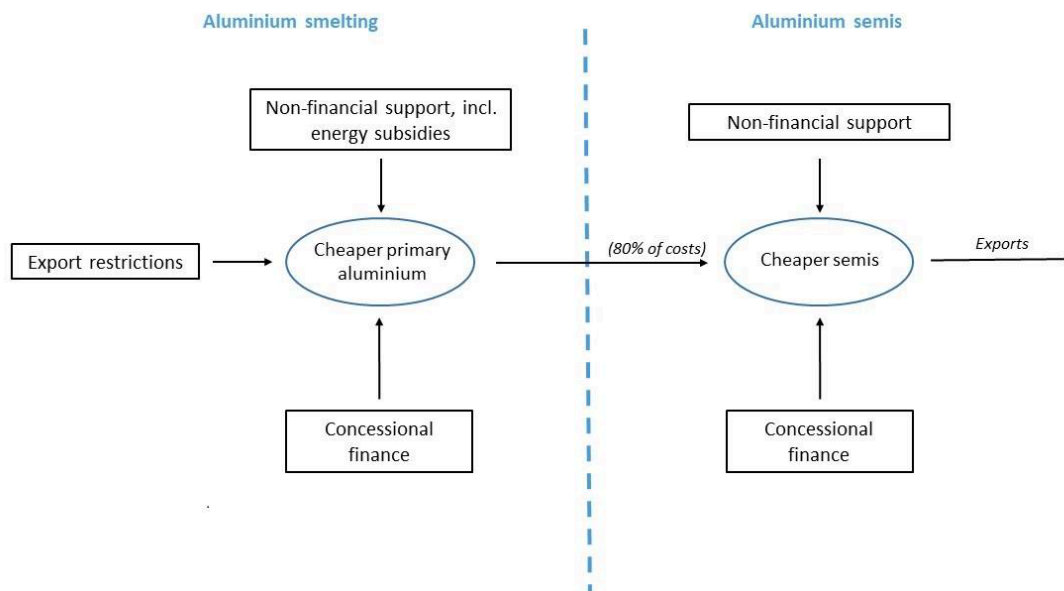 Aluminium smelting
Aluminium semis
Non-financial support, incl.
energy subsidies
Non-financial support
Export restrictions
Cheaper primary
aluminium
(80% of costs)
Cheaper semis
Exports
Concessional
finance
Concessional
finance